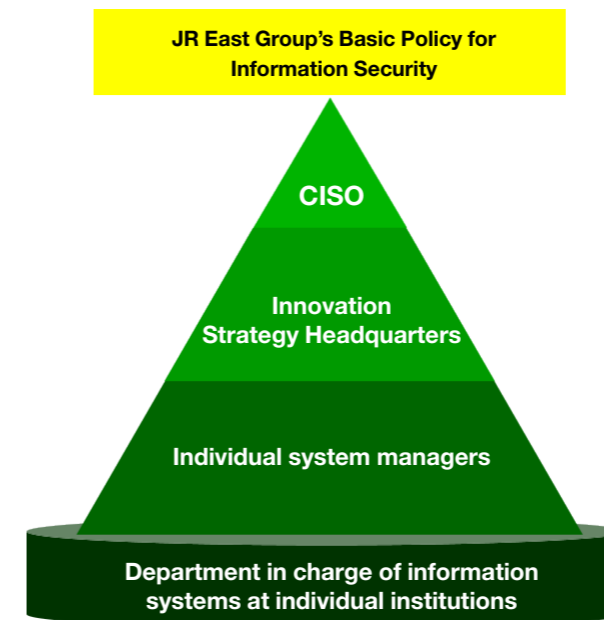 JR East Group's Basic Policy for
Information Security
CISO
Innovation
Strategy Headquarters
Individual system managers
Department in charge of information
systems at individual institutions